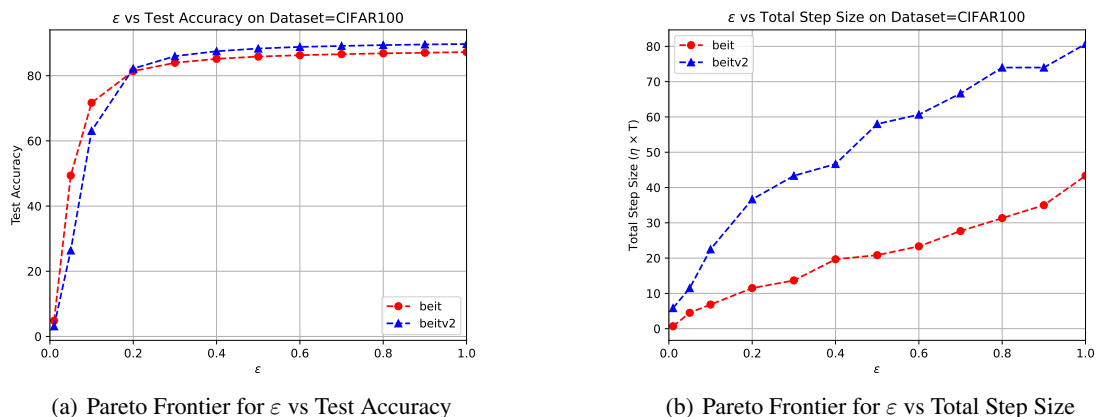 ε vs Test Accuracy on Dataset=CIFAR100
Test Accuracy
80
60
40
20
0
beit
beitv2
0.0 0.2 0.4 0.6 0.8 1.0
ε
(a) Pareto Frontier for ε vs Test Accuracy
ε vs Total Step Size on Dataset=CIFAR100
beit
beitv2
Total Step Size (η × T)
80
70
60
50
40
30
20
10
0
0.0 0.2 0.4 0.6 0.8 1.0
ε
(b) Pareto Frontier for ε vs Total Step Size